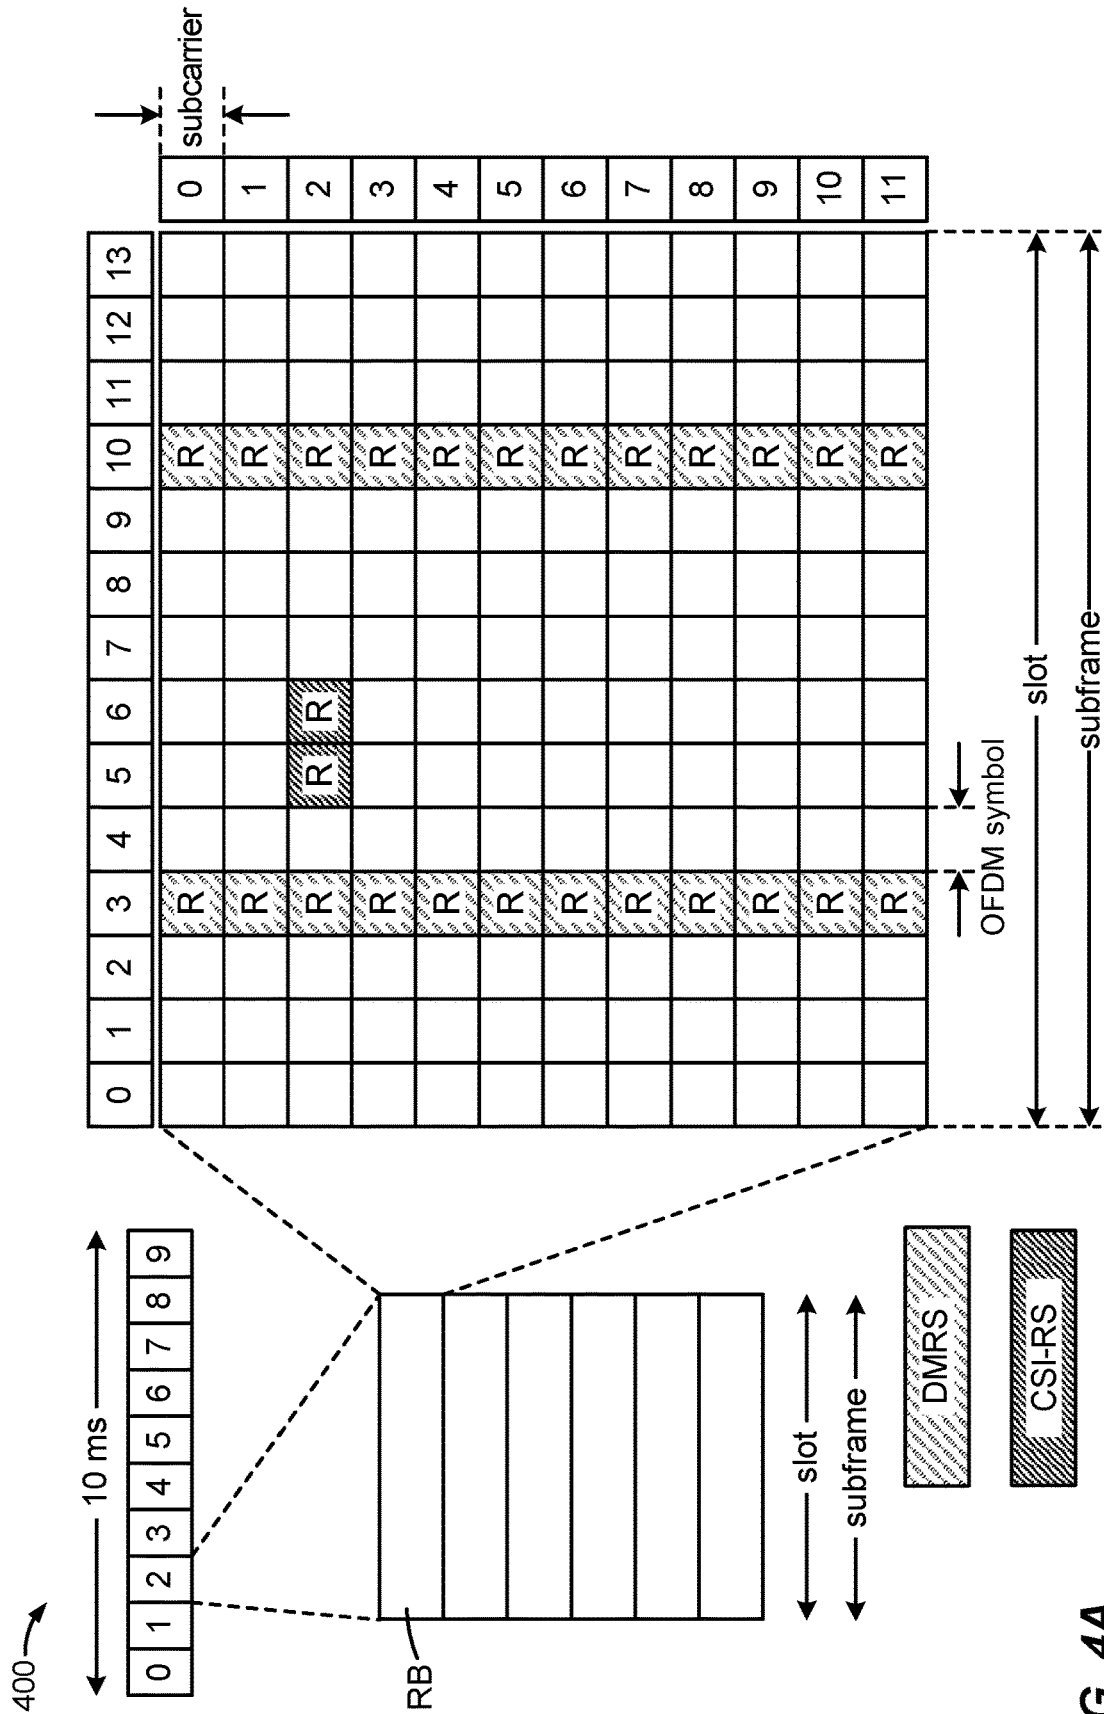 400
10 ms
0 1 2 3 4 5 6 7 8 9
RB
slot
subframe
DMRS
CSI-RS
0 1 2 3 4 5 6 7 8 9 10 11 12 13
subcarrier
0 R R
1 R R
2 R R R R
3 R R
4 R R
5 R R
6 R R
7 R R
8 R R
9 R R
10 R R
11 R R
OFDM symbol
slot
subframe
G. 4A